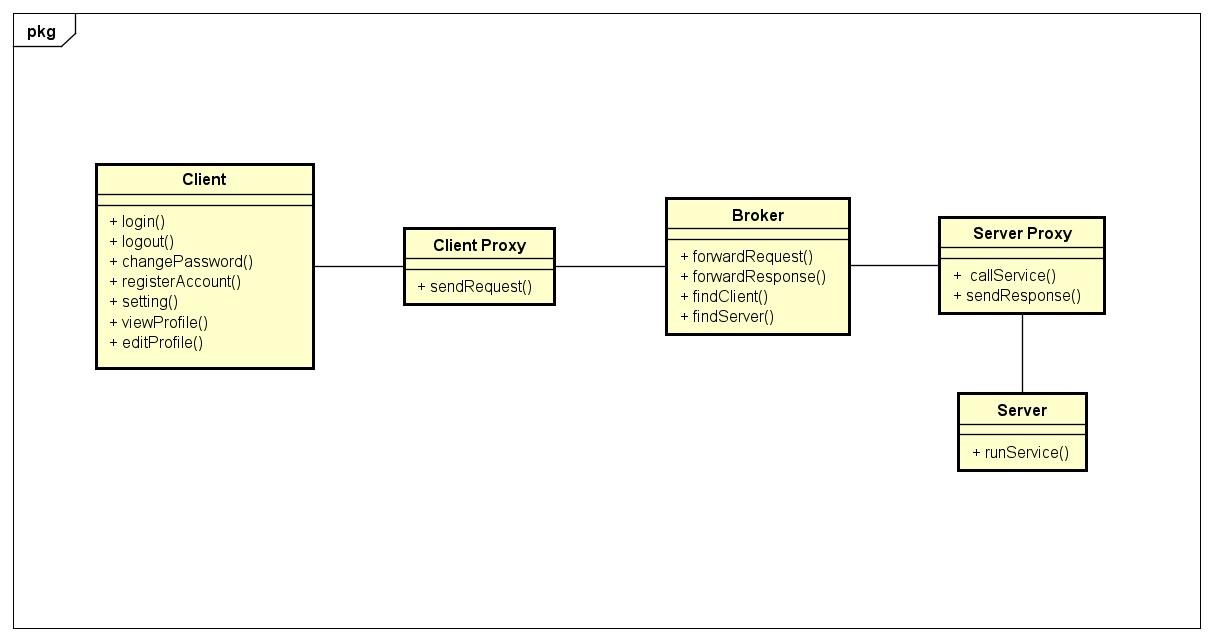 pkg
Client
+ login()
+ logout()
+ changePassword()
+ registerAccount()
+ setting()
+ viewProfile()
+ editProfile()
Client Proxy
+ sendRequest()
Broker
+ forwardRequest()
+ forwardResponse()
+ findClient()
+ findServer()
Server Proxy
+ callService()
+ sendResponse()
Server
+ runService()